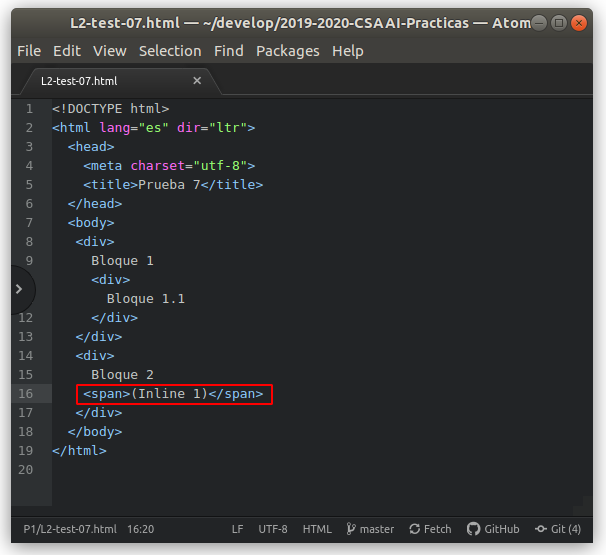 L2-test-07.html — ~/develop/2019-2020-CSAAI-Practicas — Atom
File Edit View Selection Find Packages Help
L2-test-07.html ×
1 <!DOCTYPE html>
2 <html lang="es" dir="ltr">
3 <head>
4 <meta charset="utf-8">
5 <title>Prueba 7</title>
6 </head>
7 <body>
8 <div>
9 Bloque 1
<div>
Bloque 1.1
12 </div>
13 </div>
14 <div>
15 Bloque 2
16 <span>(Inline 1)</span>
17 </div>
18 </body>
19 </html>
20
P1/L2-test-07.html 16:20 LF UTF-8 HTML master Fetch GitHub Git (4)